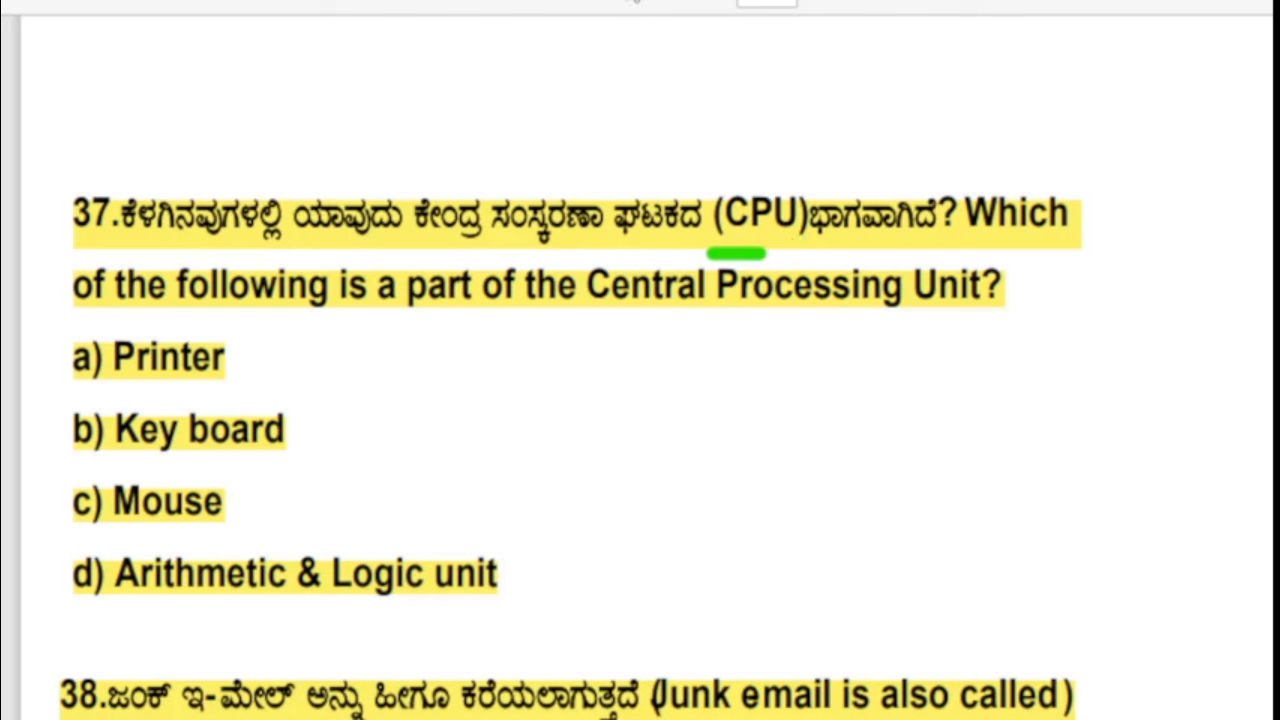 37.ಕೆಳಗಿನವುಗಳಲ್ಲಿ ಯಾವುದು ಕೇಂದ್ರ ಸಂಸ್ಕರಣಾ ಘಟಕದ (CPU)ಭಾಗವಾಗಿದೆ? Which
of the following is a part of the Central Processing Unit?
a) Printer
b) Key board
c) Mouse
d) Arithmetic & Logic unit
38.ಜಂಕ್ ಇ-ಮೇಲ್ ಅನ್ನು ಹೀಗೂ ಕರೆಯಲಾಗುತ್ತದೆ (Junk email is also called)